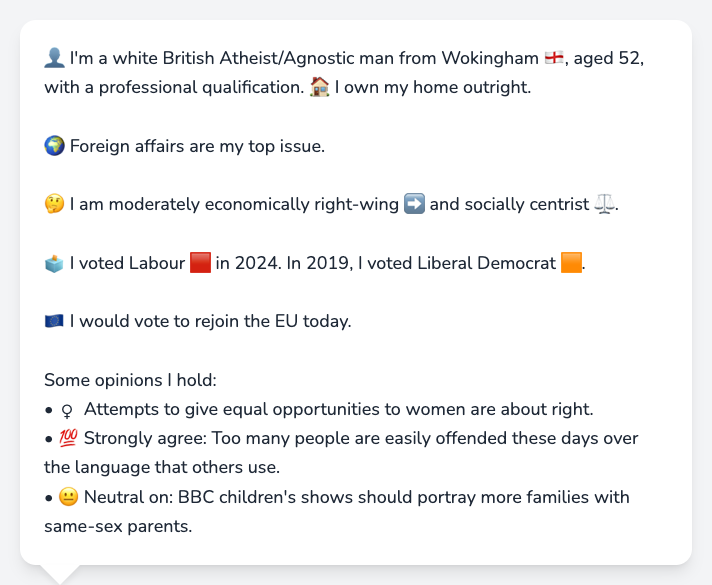 👤 I'm a white British Atheist/Agnostic man from Wokingham 🏴󠁧󠁢󠁥󠁮󠁧󠁿, aged 52,
with a professional qualification. 🏠 I own my home outright.
🌍 Foreign affairs are my top issue.
🤔 I am moderately economically right-wing ➡️ and socially centrist ⚖️.
🗳️ I voted Labour 🟥 in 2024. In 2019, I voted Liberal Democrat 🟧.
🇪🇺 I would vote to rejoin the EU today.
Some opinions I hold:
• ♀ Attempts to give equal opportunities to women are about right.
• 💯 Strongly agree: Too many people are easily offended these days over
the language that others use.
• 😐 Neutral on: BBC children's shows should portray more families with
same-sex parents.